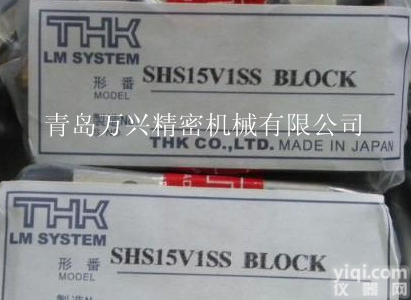 THK
LM SYSTEM
形番
MODEL
SHS15V1SS BLOCK
青岛万兴精密机械有限公司
THK CO.,LTD. MADE IN JAPAN
THK
LM SYSTEM
形番
MODEL
SHS15V1SS BLOCK
yiqi.com
仪器网